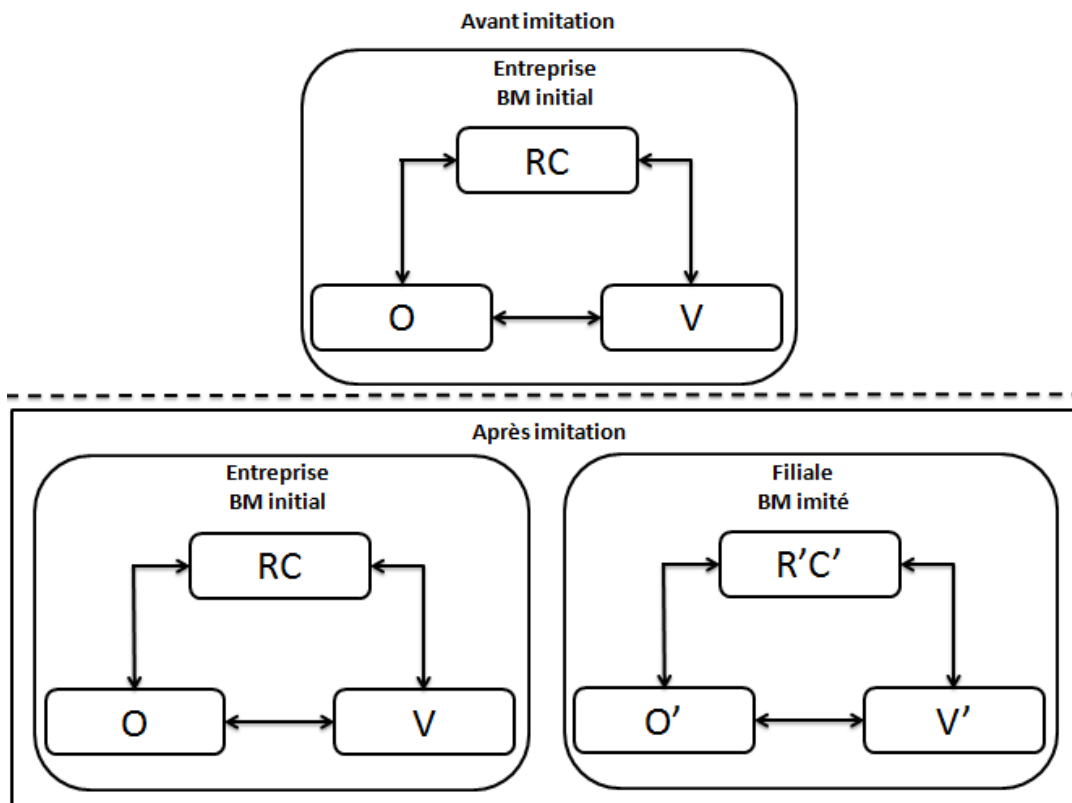 Avant imitation
Entreprise
BM initial
RC
O
V
Après imitation
Entreprise
BM initial
RC
O
V
Filiale
BM imité
R’C’
O’
V’